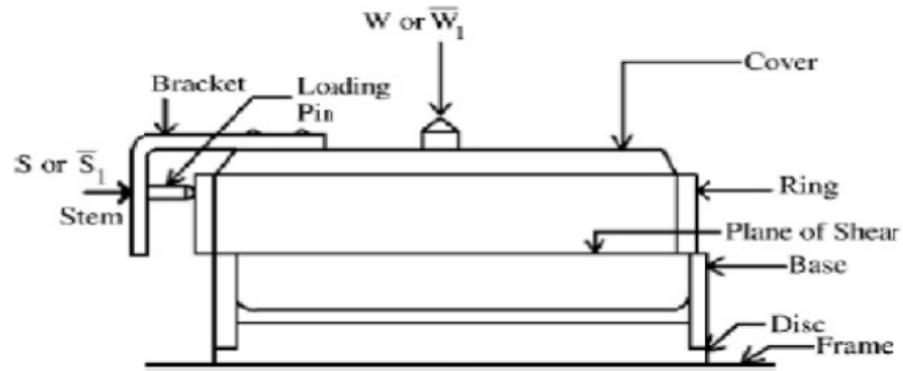 W or W̅₁
Cover
Bracket
Loading
Pin
S or S̅₁
Stem
Ring
Plane of Shear
Base
Disc
Frame